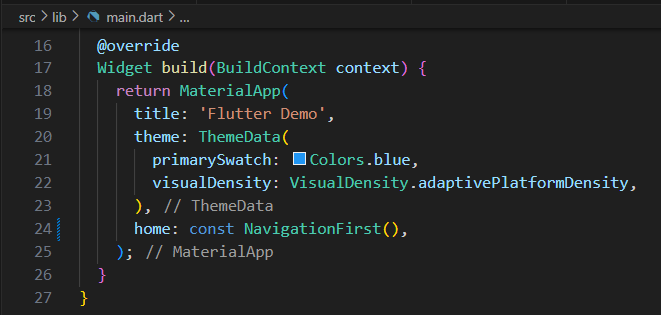 src > lib > main.dart > ...
16 @override
17 Widget build(BuildContext context) {
18 return MaterialApp(
19 title: 'Flutter Demo',
20 theme: ThemeData(
21 primarySwatch: Colors.blue,
22 visualDensity: VisualDensity.adaptivePlatformDensity,
23 ), // ThemeData
24 home: const NavigationFirst(),
25 ); // MaterialApp
26 }
27 }